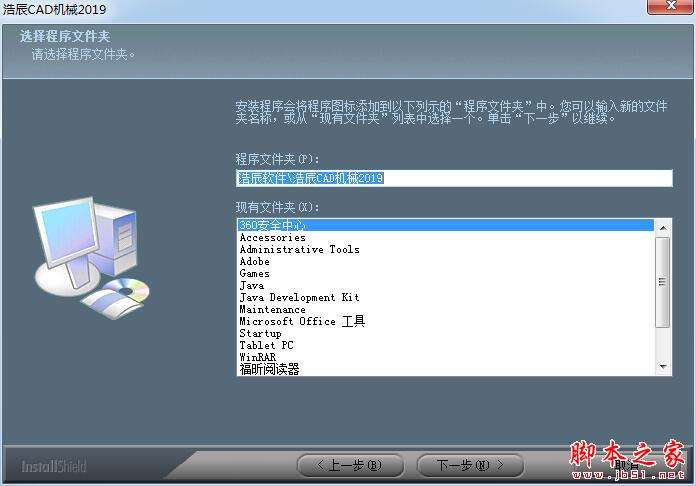 浩辰CAD机械2019
选择程序文件夹
请选择程序文件夹。
安装程序会将程序图标添加到以下列示的“程序文件夹”中。您可以输入新的文件
夹名称，或从“现有文件夹”列表中选择一个。单击“下一步”以继续。
程序文件夹(P)：
浩辰软件\浩辰CAD机械2019
现有文件夹(X)：
360安全中心
Accessories
Administrative Tools
Adobe
Games
Java
Java Development Kit
Maintenance
Microsoft Office 工具
Startup
Tablet PC
WinRAR
福昕阅读器
InstallShield
<上一步(B)
下一步(N) >
取消
脚本之家
www.jb51.net